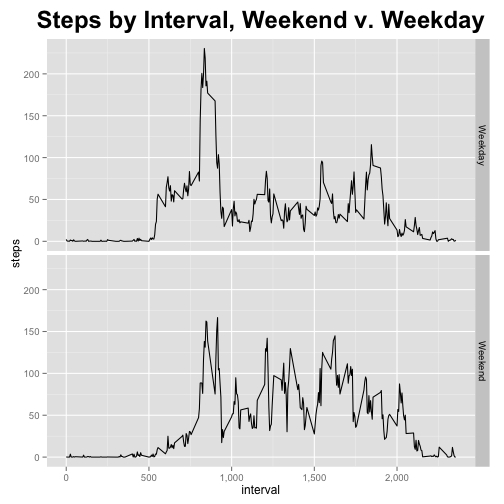 Steps by Interval, Weekend v. Weekday
200
150
100
50
0
Weekday
steps
200
150
100
50
0
Weekend
0 500 1,000 1,500 2,000
interval